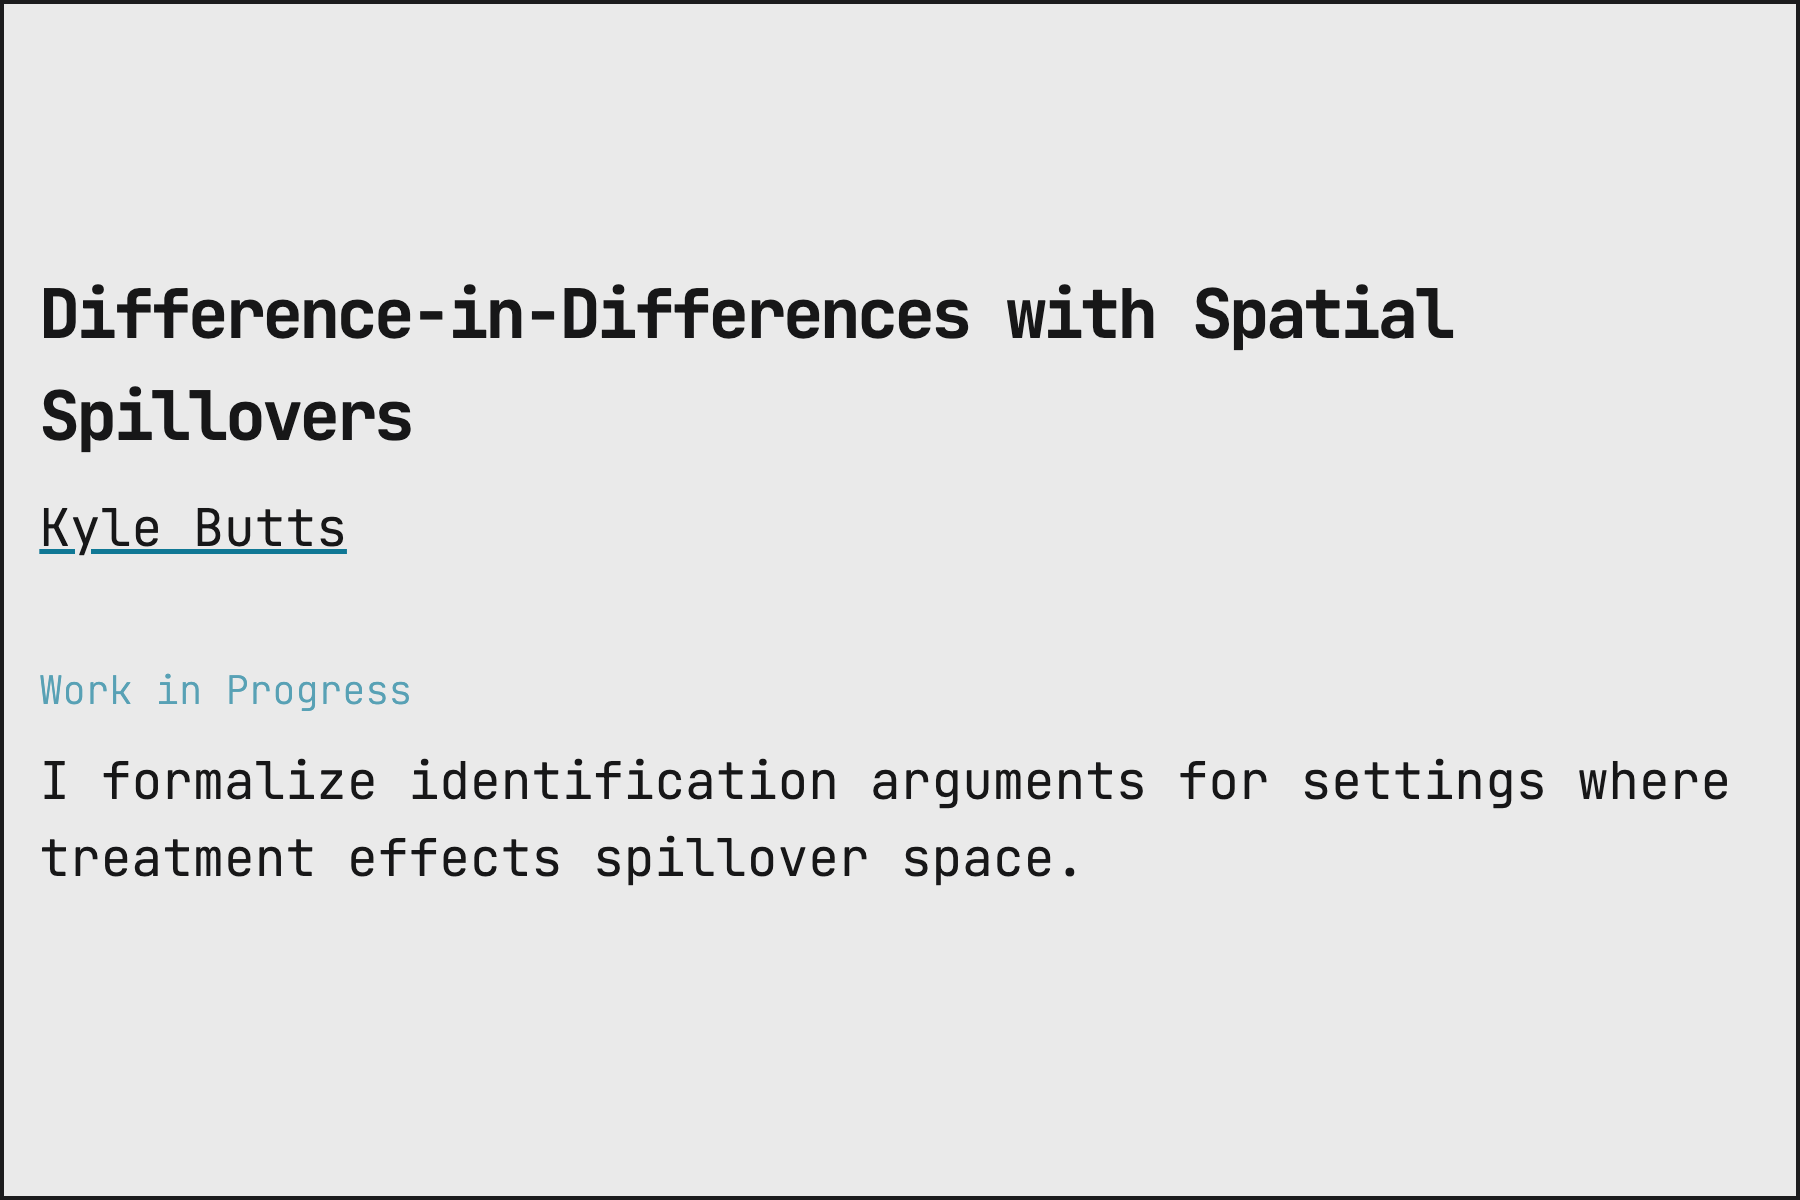 Difference-in-Differences with Spatial
Spillovers
Kyle Butts
Work in Progress
I formalize identification arguments for settings where
treatment effects spillover space.